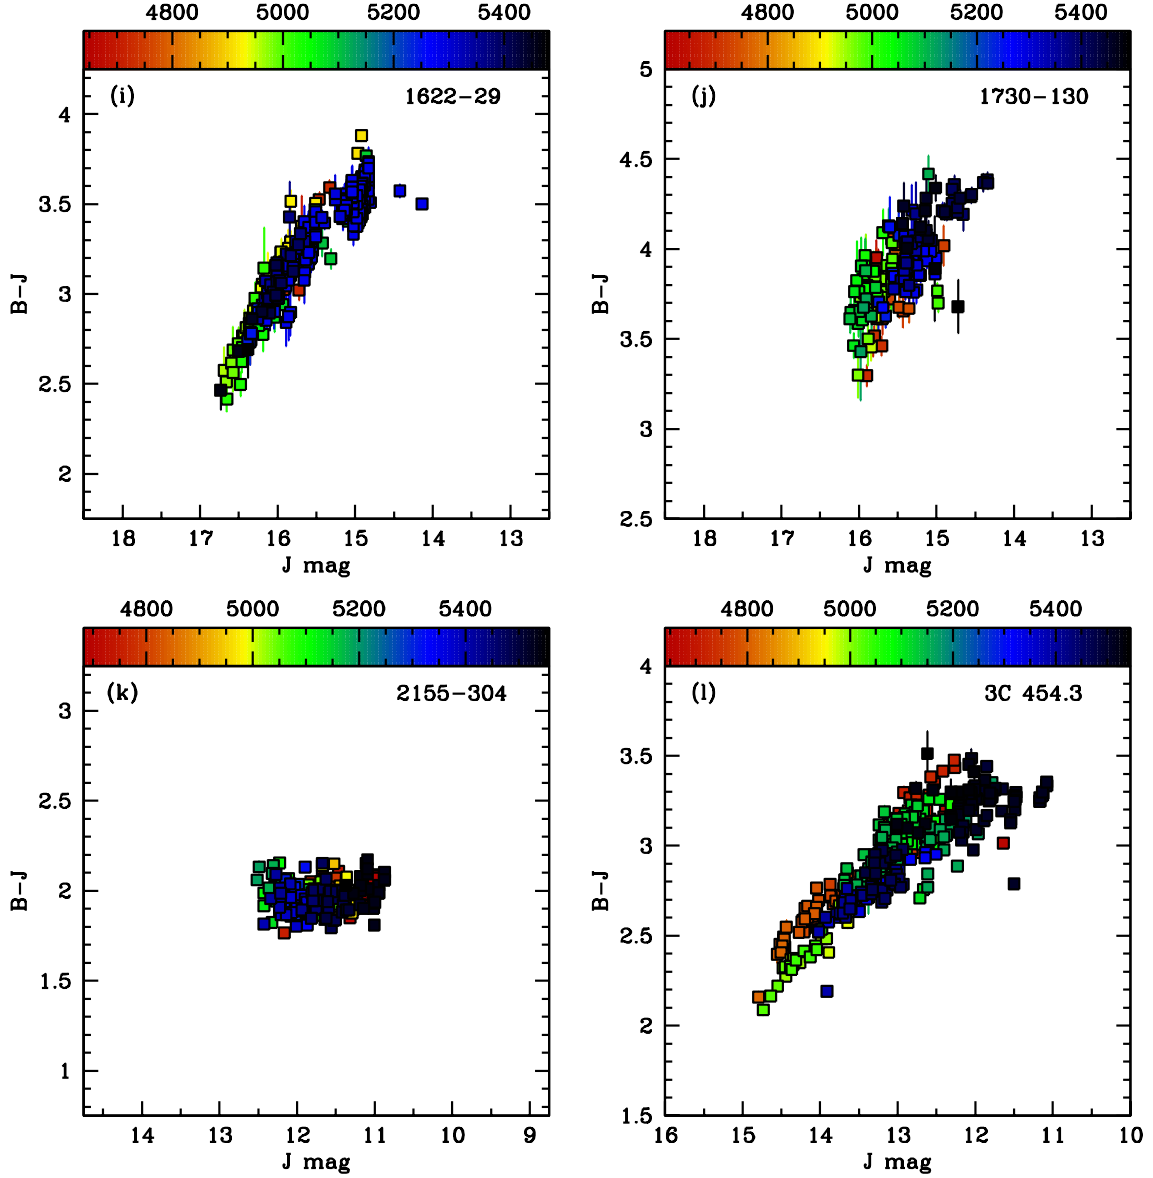 4800 5000 5200 5400
(i) 1622-29
4
3.5
3
2.5
2
B-J
18 17 16 15 14 13
J mag
4800 5000 5200 5400
(j) 1730-130
5
4.5
4
3.5
3
2.5
B-J
18 17 16 15 14 13
J mag
4800 5000 5200 5400
(k) 2155-304
3
2.5
2
1.5
1
B-J
14 13 12 11 10 9
J mag
4800 5000 5200 5400
(l) 3C 454.3
4
3.5
3
2.5
2
1.5
B-J
16 15 14 13 12 11 10
J mag